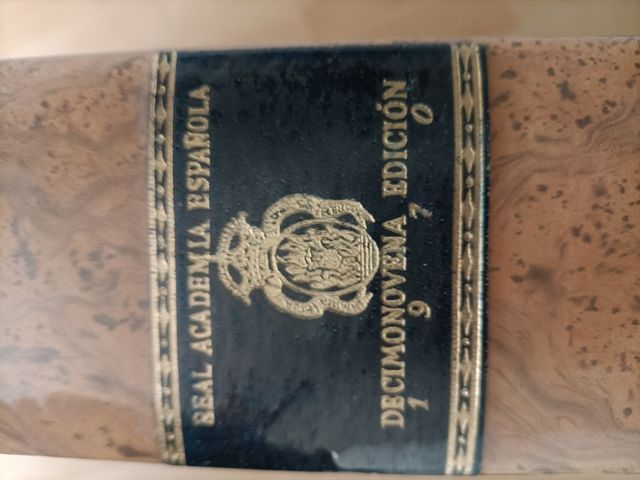 REAL ACADEMIA ESPAÑOLA
DECIMONOVENA EDICIÓN
1 9 7 0